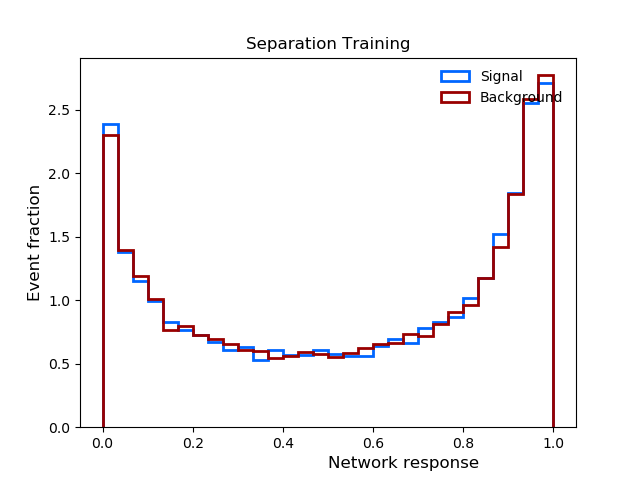 Separation Training
Signal
Background
Event fraction
2.5
2.0
1.5
1.0
0.5
0.0
0.0 0.2 0.4 0.6 0.8 1.0
Network response